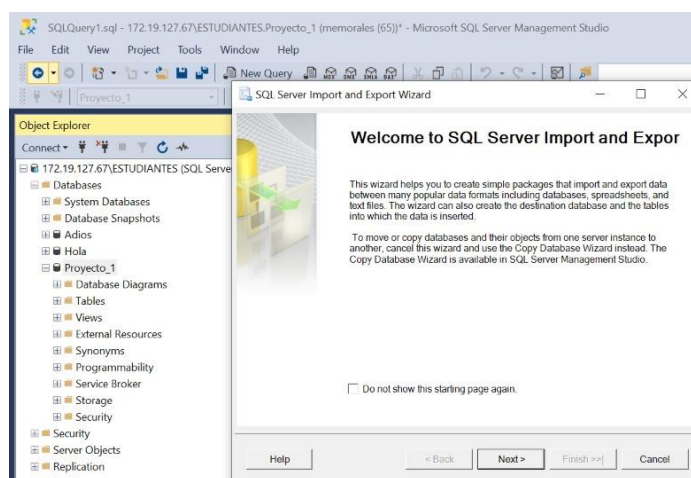 SQLQuery1.sql - 172.19.127.67\ESTUDIANTES.Proyecto_1 (memorales (65))* - Microsoft SQL Server Management Studio
File Edit View Project Tools Window Help
New Query MDX DMX XMLA DAX
Proyecto_1
SQL Server Import and Export Wizard
Object Explorer
Connect
172.19.127.67\ESTUDIANTES (SQL Serve
Databases
System Databases
Database Snapshots
Adios
Hola
Proyecto_1
Database Diagrams
Tables
Views
External Resources
Synonyms
Programmability
Service Broker
Storage
Security
Security
Server Objects
Replication
Welcome to SQL Server Import and Expor
This wizard helps you to create simple packages that import and export data
between many popular data formats including databases, spreadsheets, and
text files. The wizard can also create the destination database and the tables
into which the data is inserted.
To move or copy databases and their objects from one server instance to
another, cancel this wizard and use the Copy Database Wizard instead. The
Copy Database Wizard is available in SQL Server Management Studio.
Do not show this starting page again.
Help < Back Next > Finish >>| Cancel